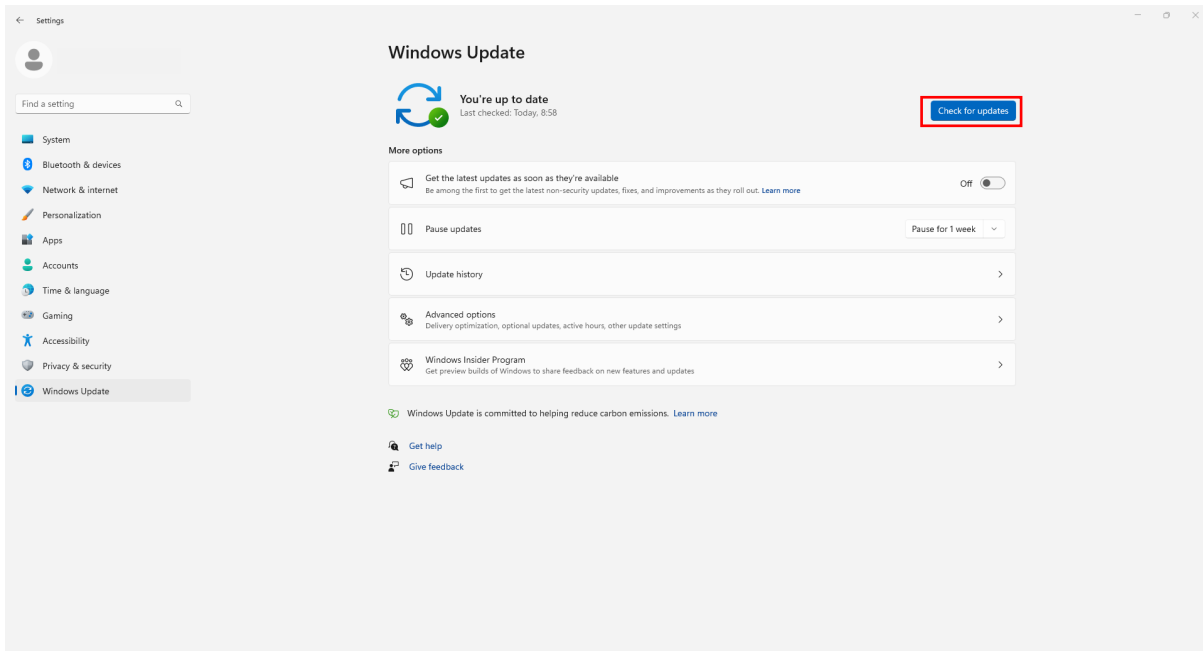 Settings
Find a setting
System
Bluetooth & devices
Network & internet
Personalization
Apps
Accounts
Time & language
Gaming
Accessibility
Privacy & security
Windows Update
Windows Update
You're up to date
Last checked: Today, 8:58
Check for updates
More options
Get the latest updates as soon as they're available
Be among the first to get the latest non-security updates, fixes, and improvements as they roll out. Learn more
Off
Pause updates
Pause for 1 week
Update history
Advanced options
Delivery optimization, optional updates, active hours, other update settings
Windows Insider Program
Get preview builds of Windows to share feedback on new features and updates
Windows Update is committed to helping reduce carbon emissions. Learn more
Get help
Give feedback